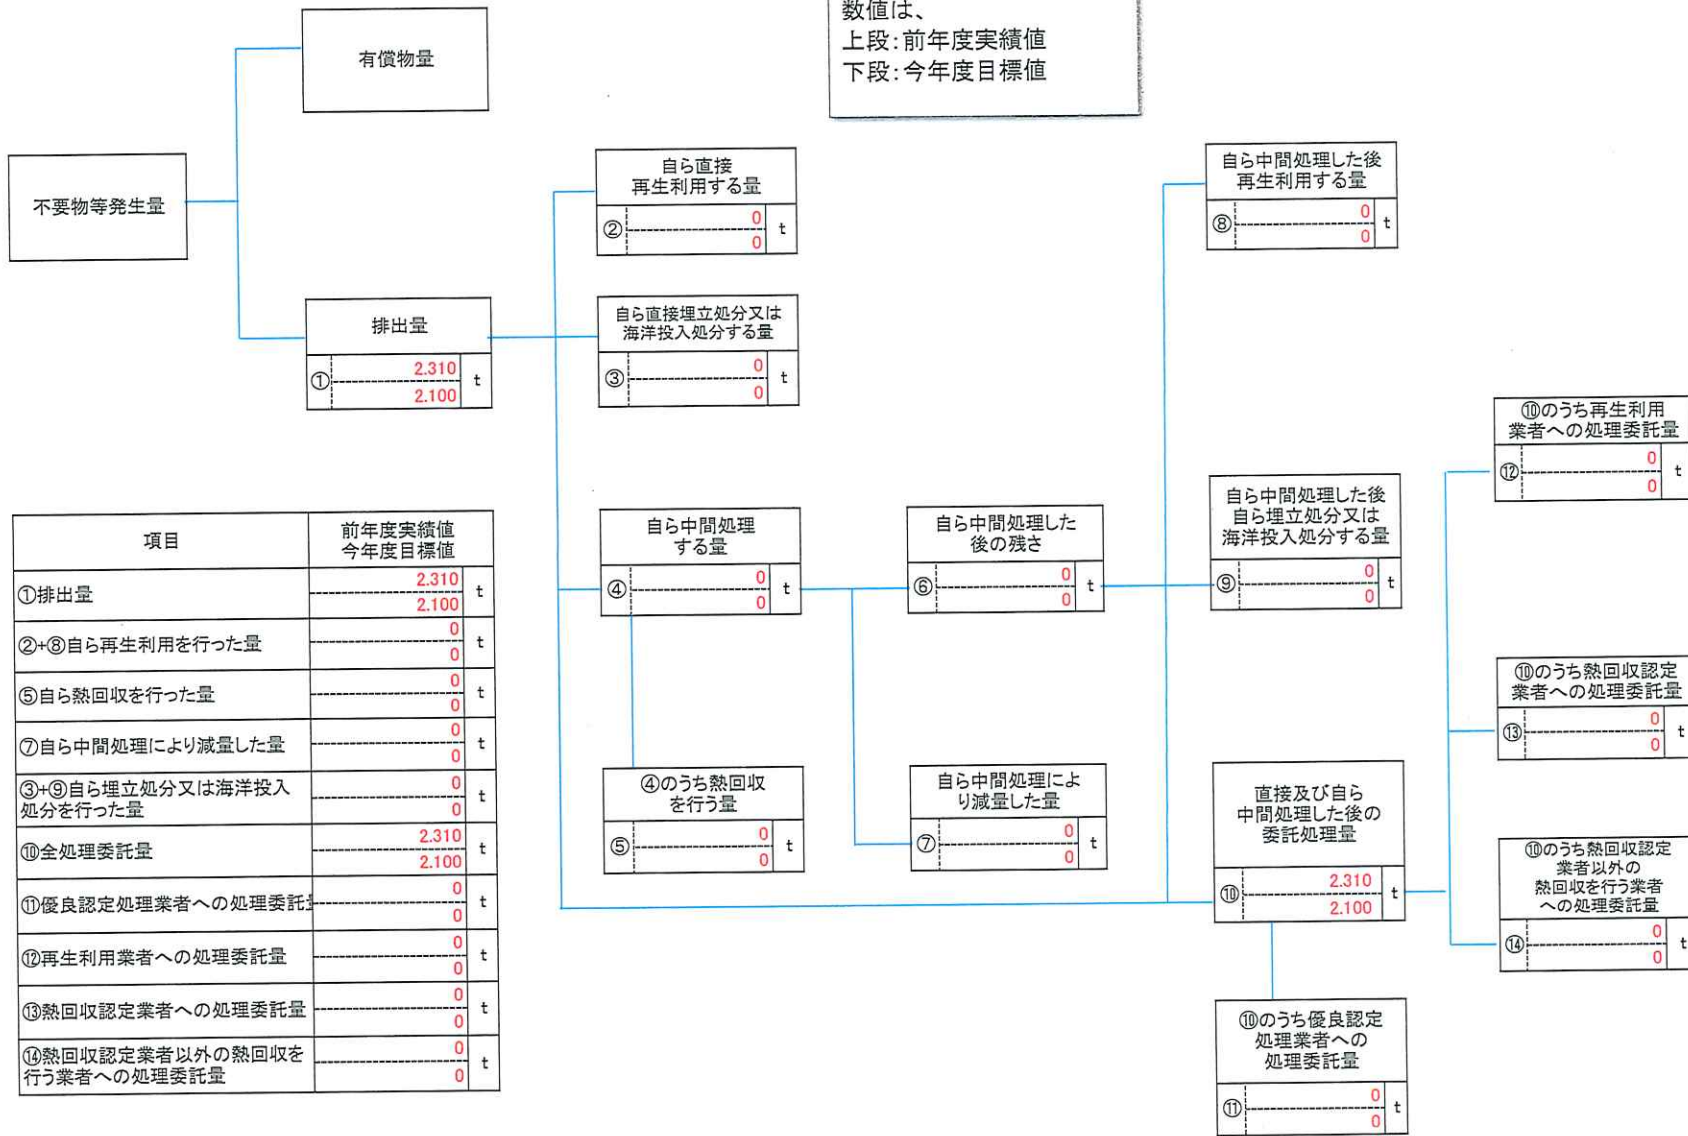 数値は、
上段:前年度実績値
下段:今年度目標値
有償物量
不要物等発生量
排出量
① 2.310 t
2.100
自ら直接
再生利用する量
② 0 t
0
自ら直接埋立処分又は
海洋投入処分する量
③ 0 t
0
自ら中間処理
する量
④ 0 t
0
④のうち熱回収
を行う量
⑤ 0 t
0
自ら中間処理した
後の残さ
⑥ 0 t
0
自ら中間処理によ
り減量した量
⑦ 0 t
0
自ら中間処理した後
再生利用する量
⑧ 0 t
0
自ら中間処理した後
自ら埋立処分又は
海洋投入処分する量
⑨ 0 t
0
直接及び自ら
中間処理した後の
委託処理量
⑩ 2.310 t
2.100
⑩のうち優良認定
処理業者への
処理委託量
⑪ 0 t
0
⑩のうち再生利用
業者への処理委託量
⑫ 0 t
0
⑩のうち熱回収認定
業者への処理委託量
⑬ 0 t
0
⑩のうち熱回収認定
業者以外の
熱回収を行う業者
への処理委託量
⑭ 0 t
0
項目 前年度実績値
今年度目標値
①排出量 2.310 t
2.100
②+⑧自ら再生利用を行った量 0 t
0
⑤自ら熱回収を行った量 0 t
0
⑦自ら中間処理により減量した量 0 t
0
③+⑨自ら埋立処分又は海洋投入
処分を行った量 0 t
0
⑩全処理委託量 2.310 t
2.100
⑪優良認定処理業者への処理委託 0 t
0
⑫再生利用業者への処理委託量 0 t
0
⑬熱回収認定業者への処理委託量 0 t
0
⑭熱回収認定業者以外の熱回収を
行う業者への処理委託量 0 t
0